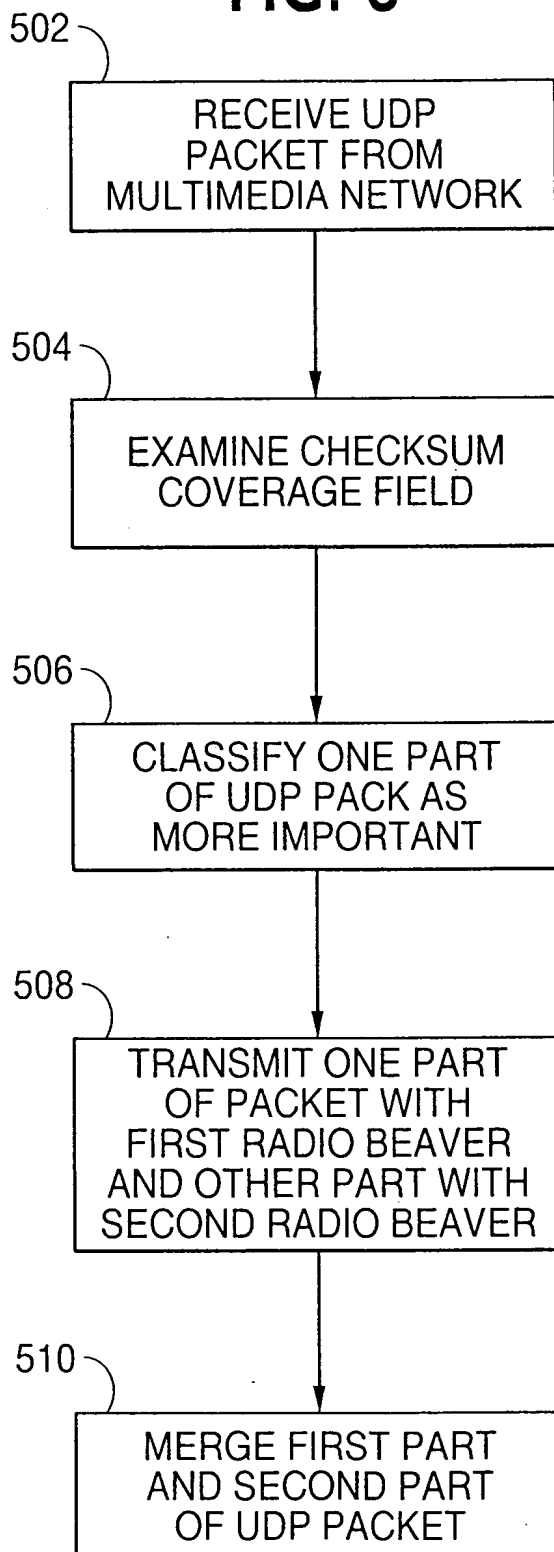 502
RECEIVE UDP
PACKET FROM
MULTIMEDIA NETWORK
504
EXAMINE CHECKSUM
COVERAGE FIELD
506
CLASSIFY ONE PART
OF UDP PACK AS
MORE IMPORTANT
508
TRANSMIT ONE PART
OF PACKET WITH
FIRST RADIO BEAVER
AND OTHER PART WITH
SECOND RADIO BEAVER
510
MERGE FIRST PART
AND SECOND PART
OF UDP PACKET